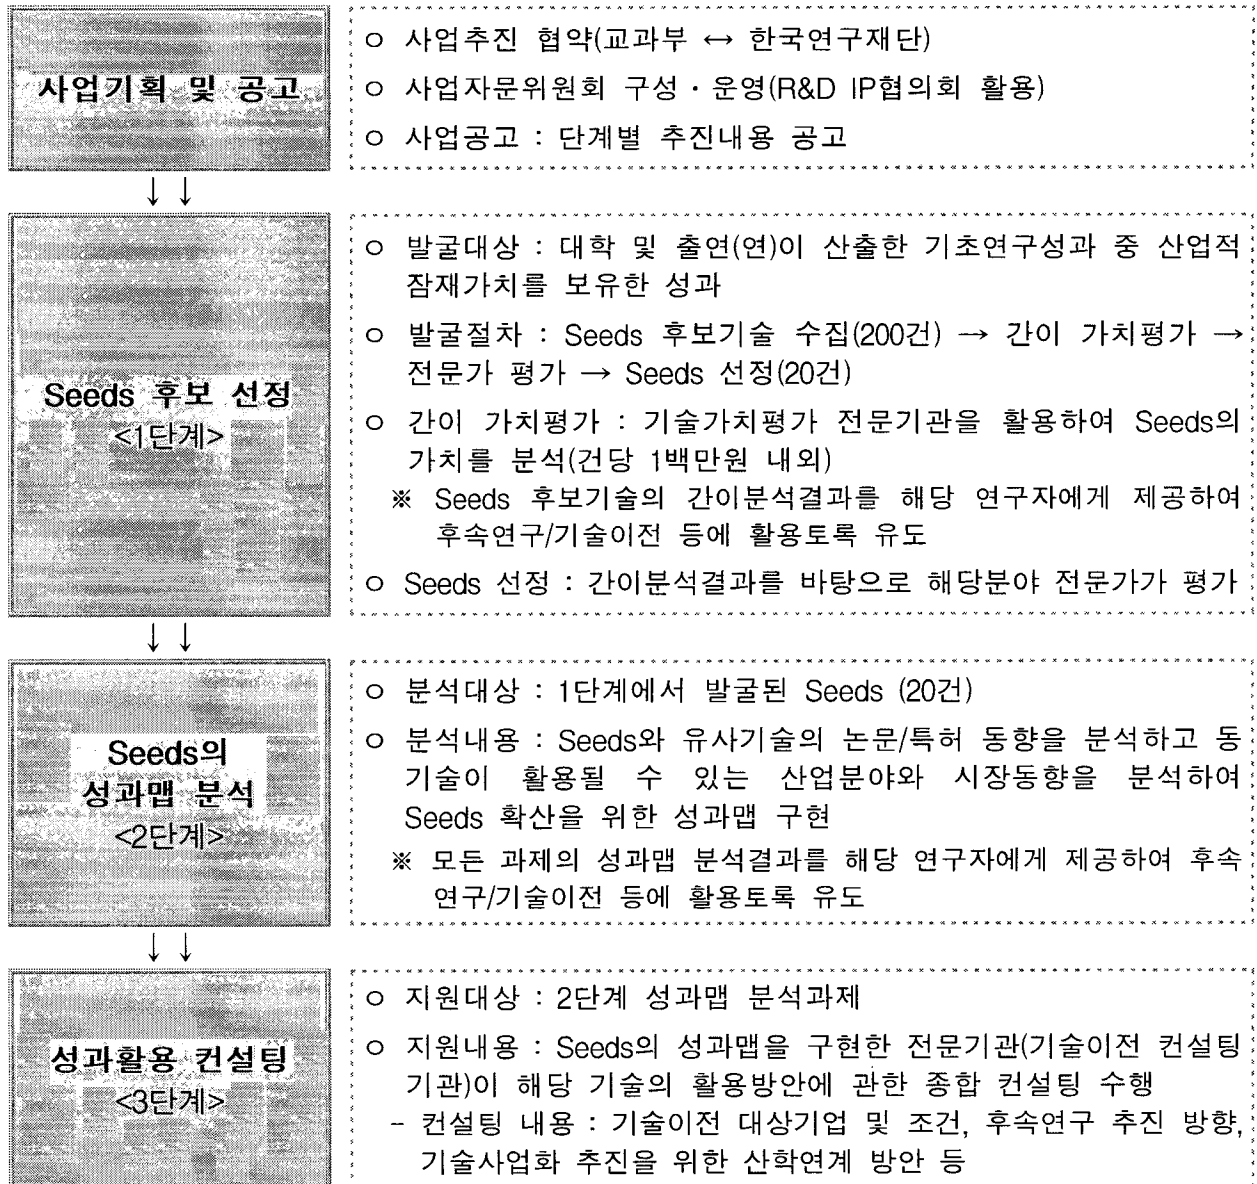 사업기획 및 공고
ㅇ 사업추진 협약(교과부 ↔ 한국연구재단)
ㅇ 사업자문위원회 구성・운영(R&D IP협의회 활용)
ㅇ 사업공고 : 단계별 추진내용 공고
↓ ↓
Seeds 후보 선정
<1단계>
ㅇ 발굴대상 : 대학 및 출연(연)이 산출한 기초연구성과 중 산업적
잠재가치를 보유한 성과
ㅇ 발굴절차 : Seeds 후보기술 수집(200건) → 간이 가치평가 →
전문가 평가 → Seeds 선정(20건)
ㅇ 간이 가치평가 : 기술가치평가 전문기관을 활용하여 Seeds의
가치를 분석(건당 1백만원 내외)
※ Seeds 후보기술의 간이분석결과를 해당 연구자에게 제공하여
후속연구/기술이전 등에 활용토록 유도
ㅇ Seeds 선정 : 간이분석결과를 바탕으로 해당분야 전문가가 평가
↓ ↓
Seeds의
성과맵 분석
<2단계>
ㅇ 분석대상 : 1단계에서 발굴된 Seeds (20건)
ㅇ 분석내용 : Seeds와 유사기술의 논문/특허 동향을 분석하고 동
기술이 활용될 수 있는 산업분야와 시장동향을 분석하여
Seeds 확산을 위한 성과맵 구현
※ 모든 과제의 성과맵 분석결과를 해당 연구자에게 제공하여 후속
연구/기술이전 등에 활용토록 유도
↓ ↓
성과활용 컨설팅
<3단계>
ㅇ 지원대상 : 2단계 성과맵 분석과제
ㅇ 지원내용 : Seeds의 성과맵을 구현한 전문기관(기술이전 컨설팅
기관)이 해당 기술의 활용방안에 관한 종합 컨설팅 수행
- 컨설팅 내용 : 기술이전 대상기업 및 조건, 후속연구 추진 방향,
기술사업화 추진을 위한 산학연계 방안 등